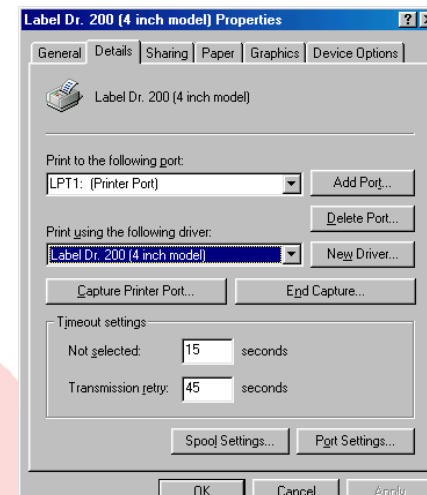 Label Dr. 200 (4 inch model) Properties ? X
General Details Sharing Paper Graphics Device Options
Label Dr. 200 (4 inch model)
Print to the following port:
LPT1: (Printer Port) Add Port...
Delete Port...
Print using the following driver:
Label Dr. 200 (4 inch model) New Driver...
Capture Printer Port... End Capture...
Timeout settings
Not selected: 15 seconds
Transmission retry: 45 seconds
Spool Settings... Port Settings...
OK Cancel Apply